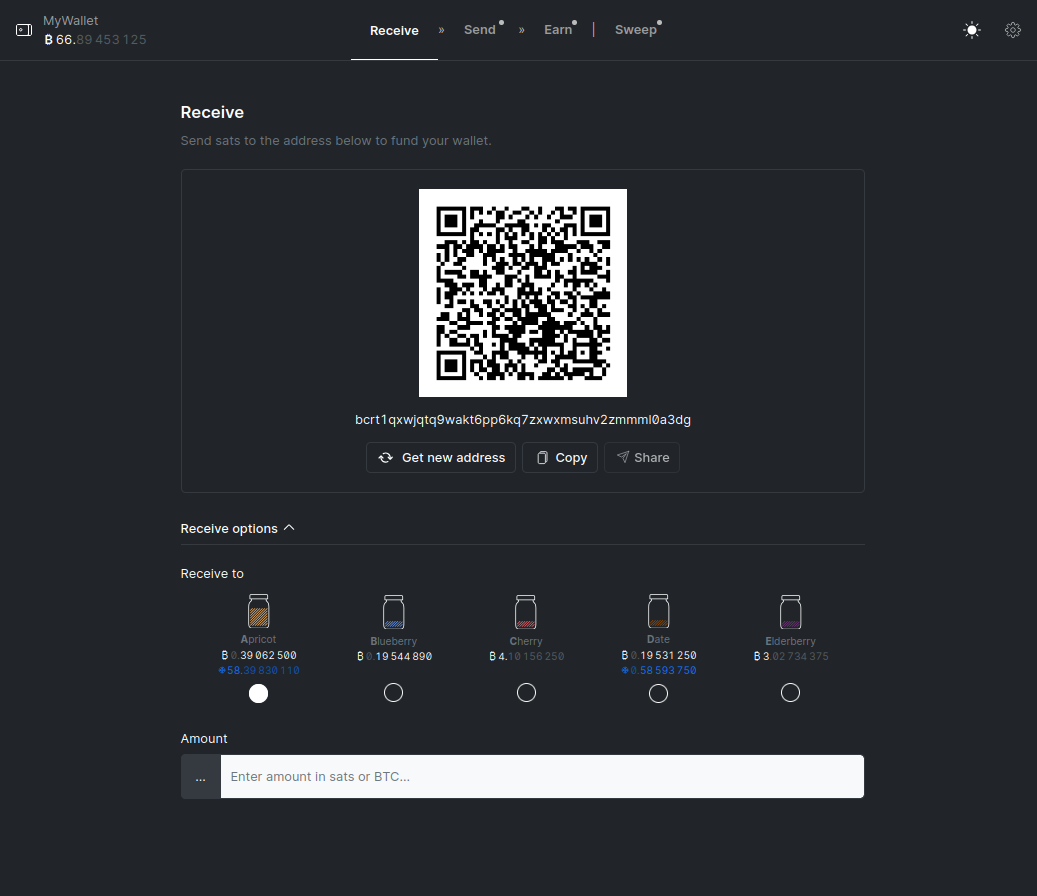 MyWallet
₿ 66.89 453 125
Receive » Send » Earn | Sweep
Receive
Send sats to the address below to fund your wallet.
bcrt1qxwjqtq9wakt6pp6kq7zxwxmsuhv2zmmml0a3dg
Get new address Copy Share
Receive options
Receive to
Apricot Blueberry Cherry Date Elderberry
₿ 0.39 062 500 ₿ 0.19 544 890 ₿ 4.10 156 250 ₿ 0.19 531 250 ₿ 3.02 734 375
58.39 830 110 0.58 593 750
Amount
... Enter amount in sats or BTC...